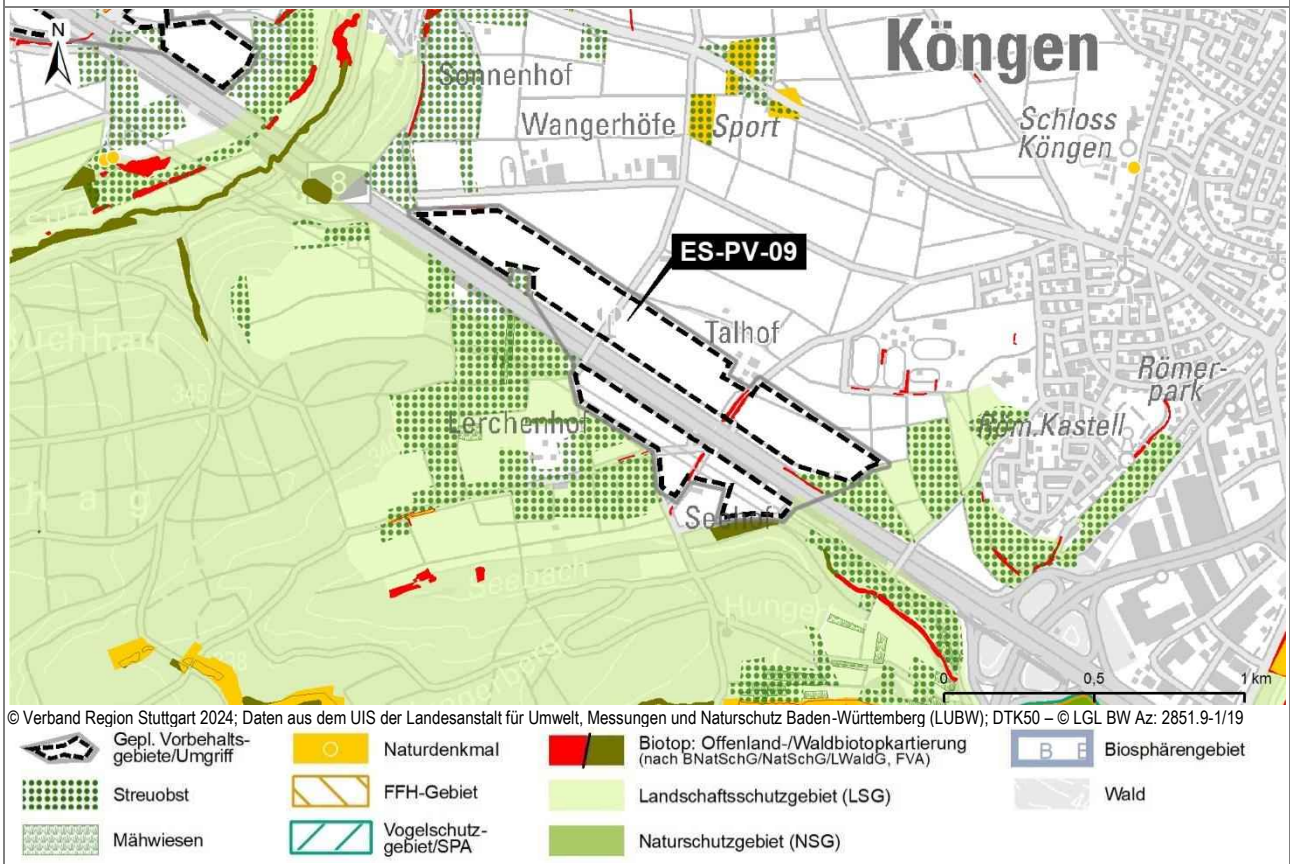 N
Köngen
Sonnenhof
Wangerhöfe
Sport
Schloss
Köngen
8
ES-PV-09
Talhof
Römer-
park
Röm. Kastell
Lerchenhof
345
Seehof
Seebach
0 0,5 1 km
© Verband Region Stuttgart 2024; Daten aus dem UIS der Landesanstalt für Umwelt, Messungen und Naturschutz Baden-Württemberg (LUBW); DTK50 – © LGL BW Az: 2851.9-1/19
Gepl. Vorbehalts-
gebiete/Umgriff
Naturdenkmal
Biotop: Offenland-/Waldbiotopkartierung
(nach BNatSchG/NatSchG/LWaldG, FVA)
B
Biosphärengebiet
Streuobst
FFH-Gebiet
Landschaftsschutzgebiet (LSG)
Wald
Mähwiesen
Vogelschutz-
gebiet/SPA
Naturschutzgebiet (NSG)